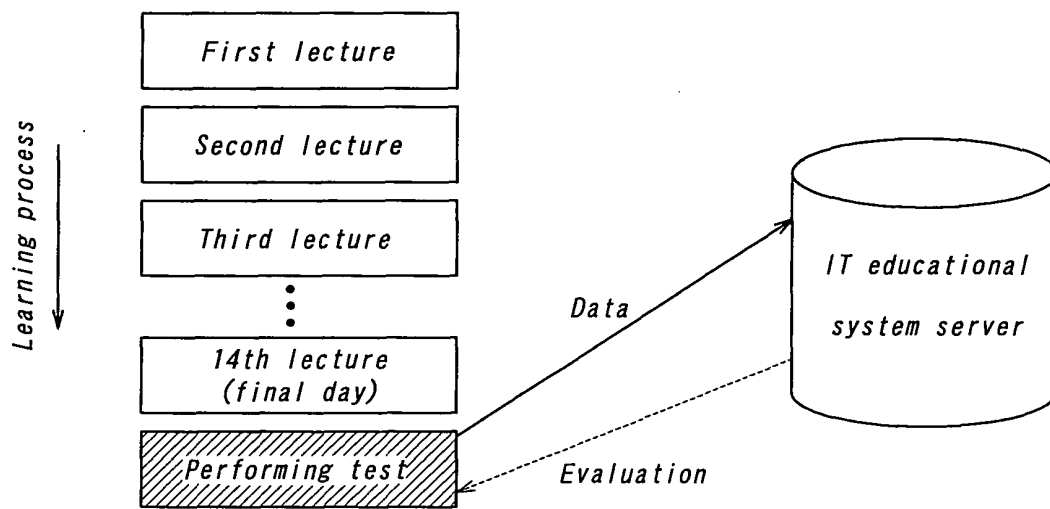 First lecture
Second lecture
Third lecture
14th lecture
(final day)
Performing test
Learning process
Data
Evaluation
IT educational
system server